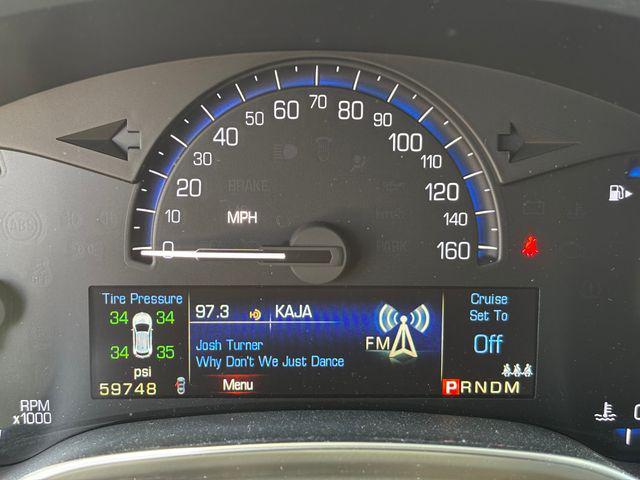 60 70 80
50 90
40 100
30 110
20 BRAKE 120
10 MPH 140
0 PARK 160
ABS
Tire Pressure
34 34
34 35
psi
59748
97.3 KAJA
Josh Turner
Why Don't We Just Dance
FM
Menu
Cruise
Set To
Off
PRNDM
RPM
x1000